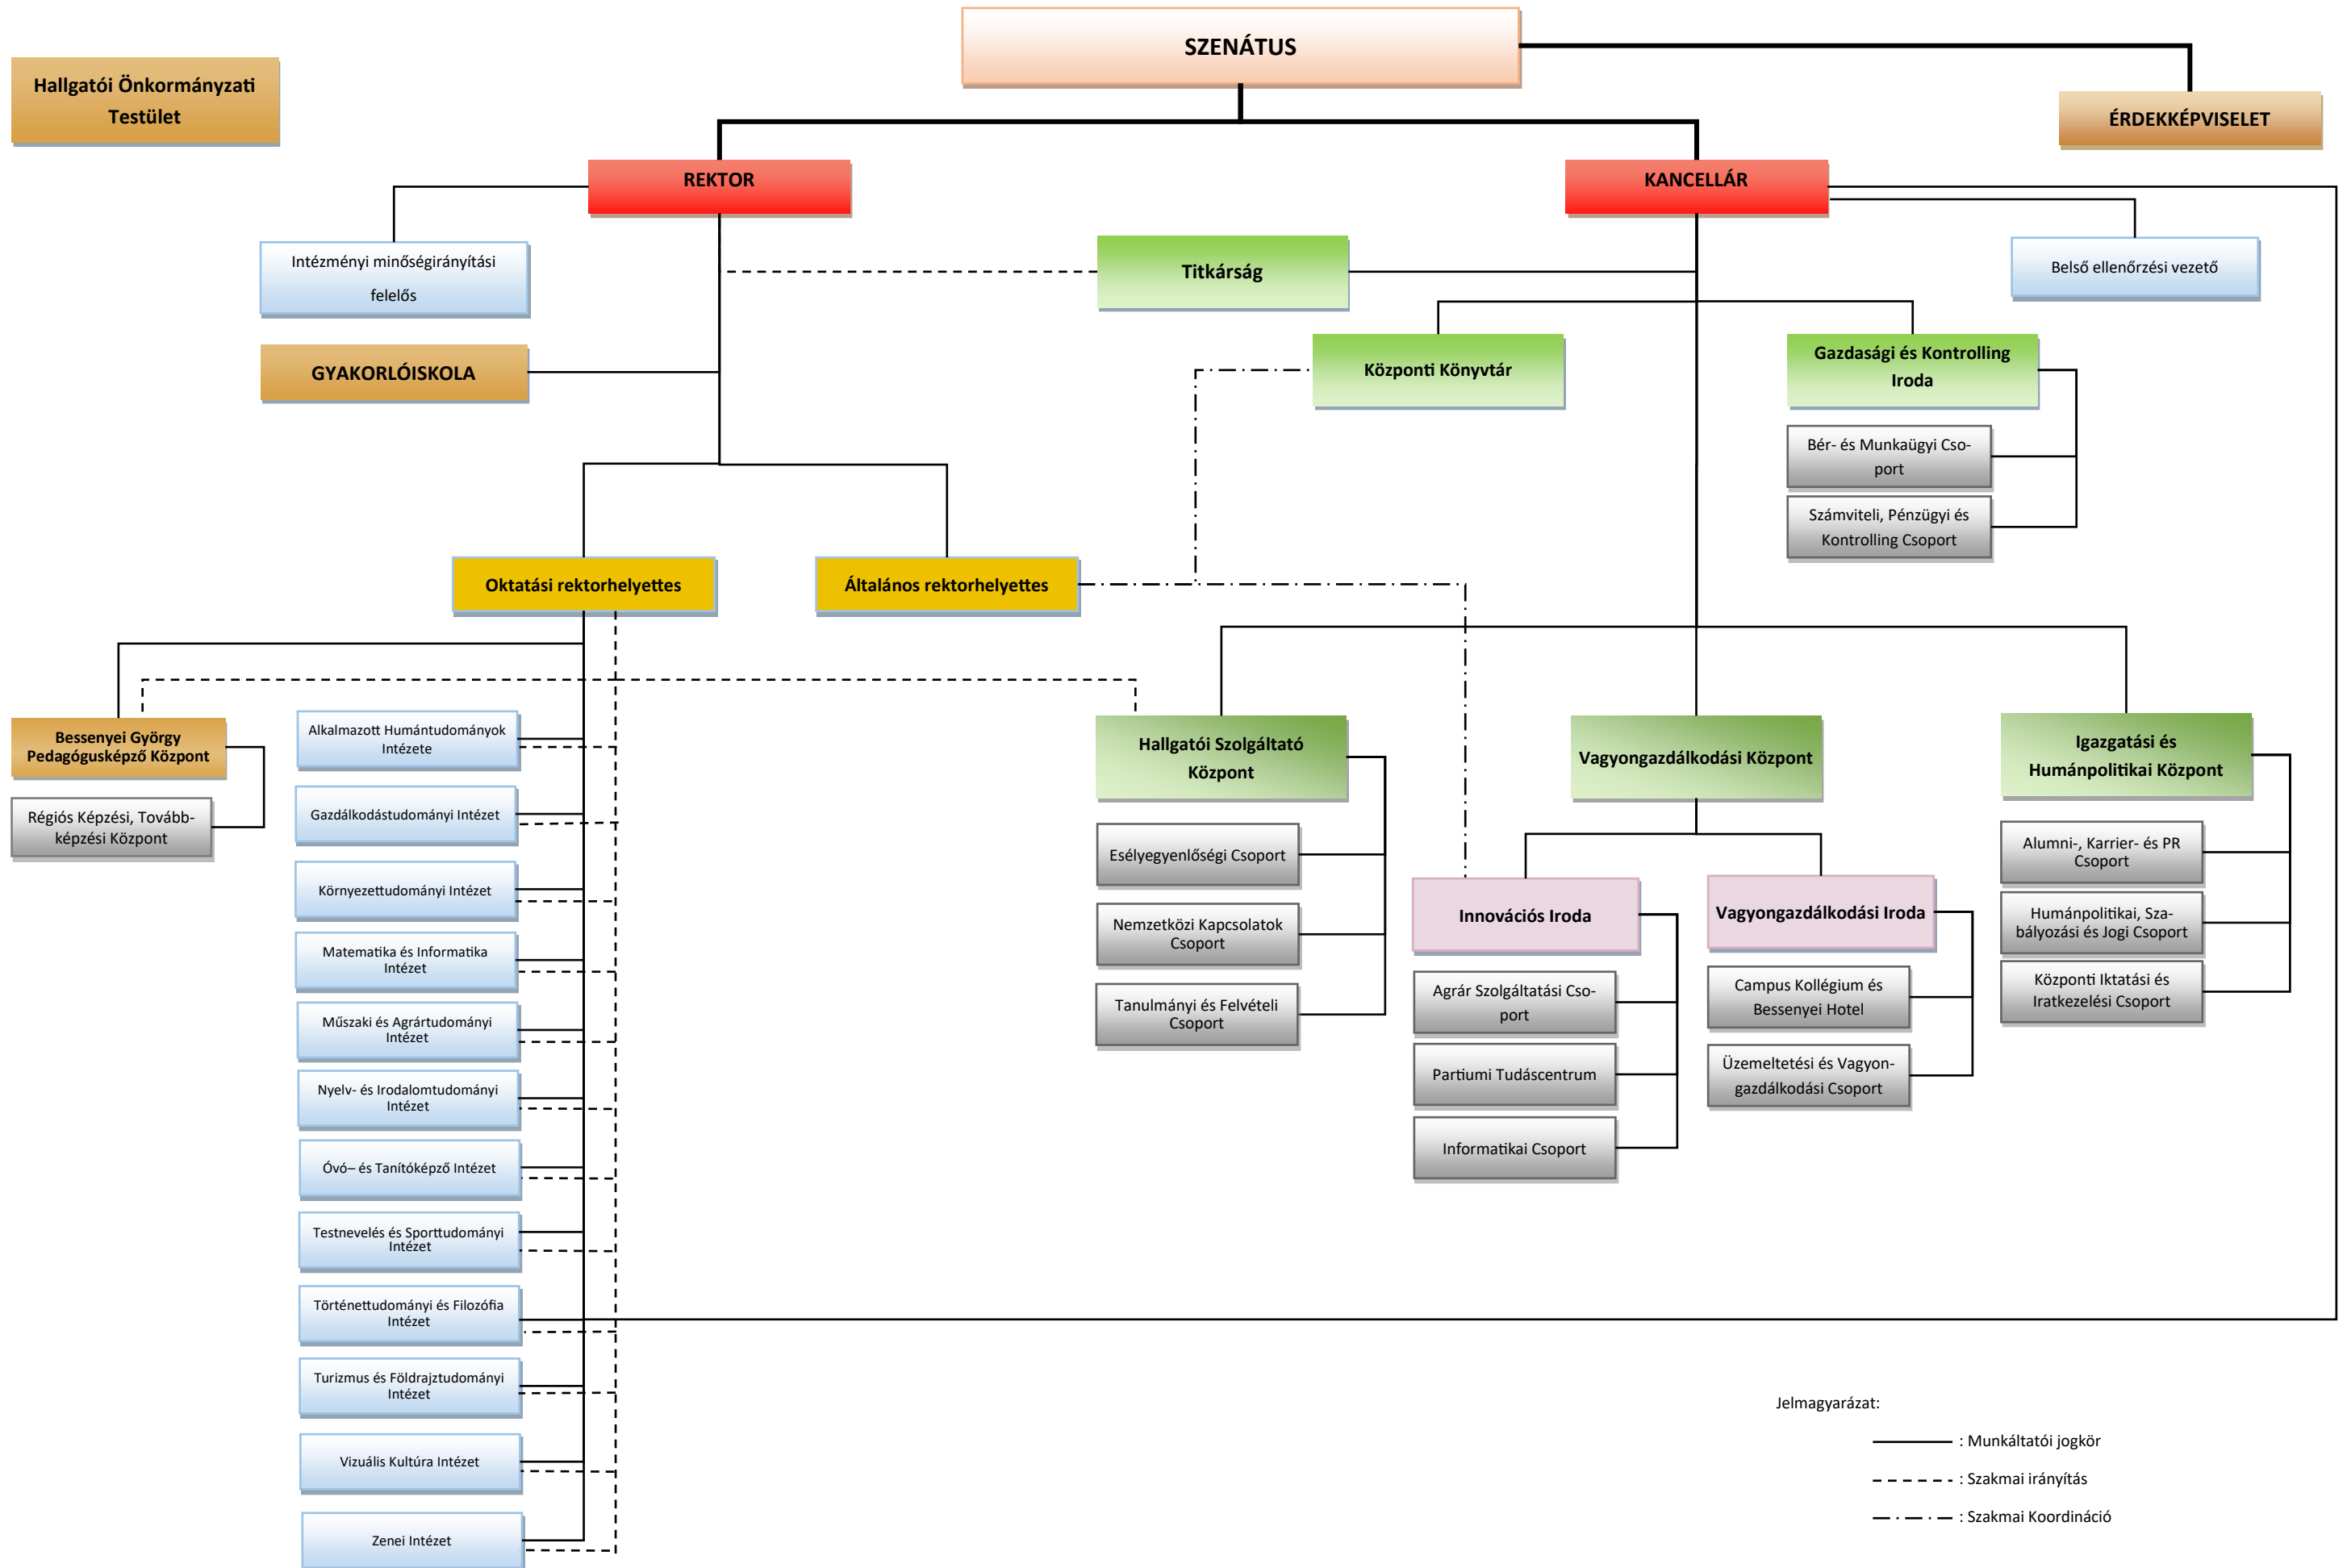 SZENÁTUS
Hallgatói Önkormányzati
Testület
ÉRDEKKÉPVISELET
REKTOR
KANCELLÁR
Intézményi minőségirányítási
felelős
Titkárság
Belső ellenőrzési vezető
GYAKORLÓISKOLA
Központi Könyvtár
Gazdasági és Kontrolling
Iroda
Bér- és Munkaügyi Cso-
port
Számviteli, Pénzügyi és
Kontrolling Csoport
Oktatási rektorhelyettes
Általános rektorhelyettes
Bessenyei György
Pedagógusképző Központ
Régiós Képzési, Tovább-
képzési Központ
Alkalmazott Humántudományok
Intézete
Gazdálkodástudományi Intézet
Környezettudományi Intézet
Matematika és Informatika
Intézet
Műszaki és Agrártudományi
Intézet
Nyelv- és Irodalomtudományi
Intézet
Óvó– és Tanítóképző Intézet
Testnevelés és Sporttudományi
Intézet
Történettudományi és Filozófia
Intézet
Turizmus és Földrajztudományi
Intézet
Vizuális Kultúra Intézet
Zenei Intézet
Hallgatói Szolgáltató
Központ
Esélyegyenlőségi Csoport
Nemzetközi Kapcsolatok
Csoport
Tanulmányi és Felvételi
Csoport
Vagyongazdálkodási Központ
Innovációs Iroda
Agrár Szolgáltatási Cso-
port
Partiumi Tudáscentrum
Informatikai Csoport
Vagyongazdálkodási Iroda
Campus Kollégium és
Bessenyei Hotel
Üzemeltetési és Vagyon-
gazdálkodási Csoport
Igazgatási és
Humánpolitikai Központ
Alumni-, Karrier- és PR
Csoport
Humánpolitikai, Sza-
bályozási és Jogi Csoport
Központi Iktatási és
Iratkezelési Csoport
Jelmagyarázat:
: Munkáltatói jogkör
: Szakmai irányítás
: Szakmai Koordináció